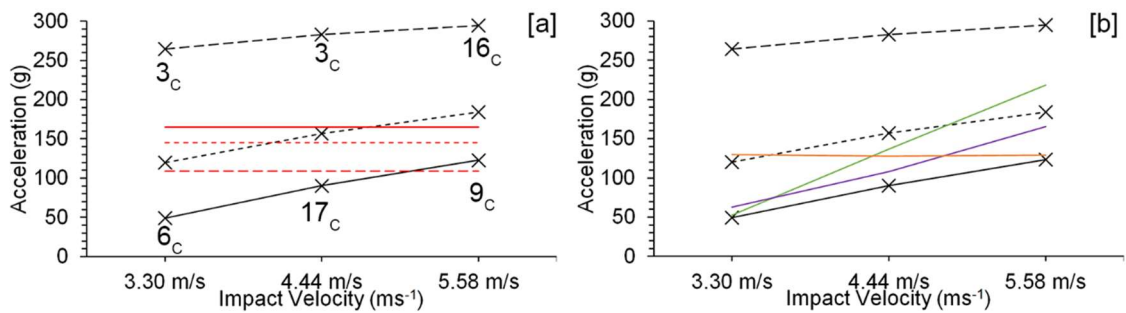 [a]
Acceleration (g)
300
250
200
150
100
50
0
3C
3C
16C
6C
17C
9C
3.30 m/s
4.44 m/s
5.58 m/s
Impact Velocity (ms-1)
[b]
Acceleration (g)
300
250
200
150
100
50
0
3.30 m/s
4.44 m/s
5.58 m/s
Impact Velocity (ms-1)